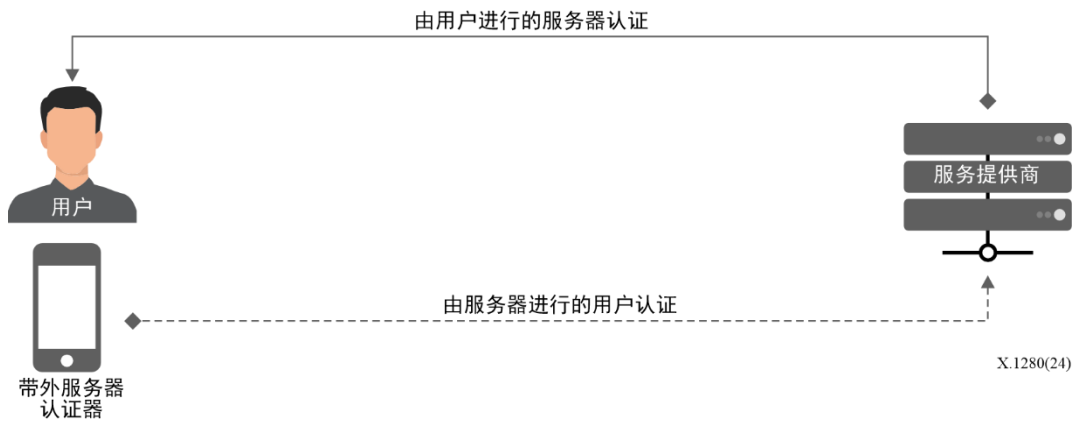 由用户进行的服务器认证
服务提供商
用户
由服务器进行的用户认证
X.1280(24)
带外服务器
认证器